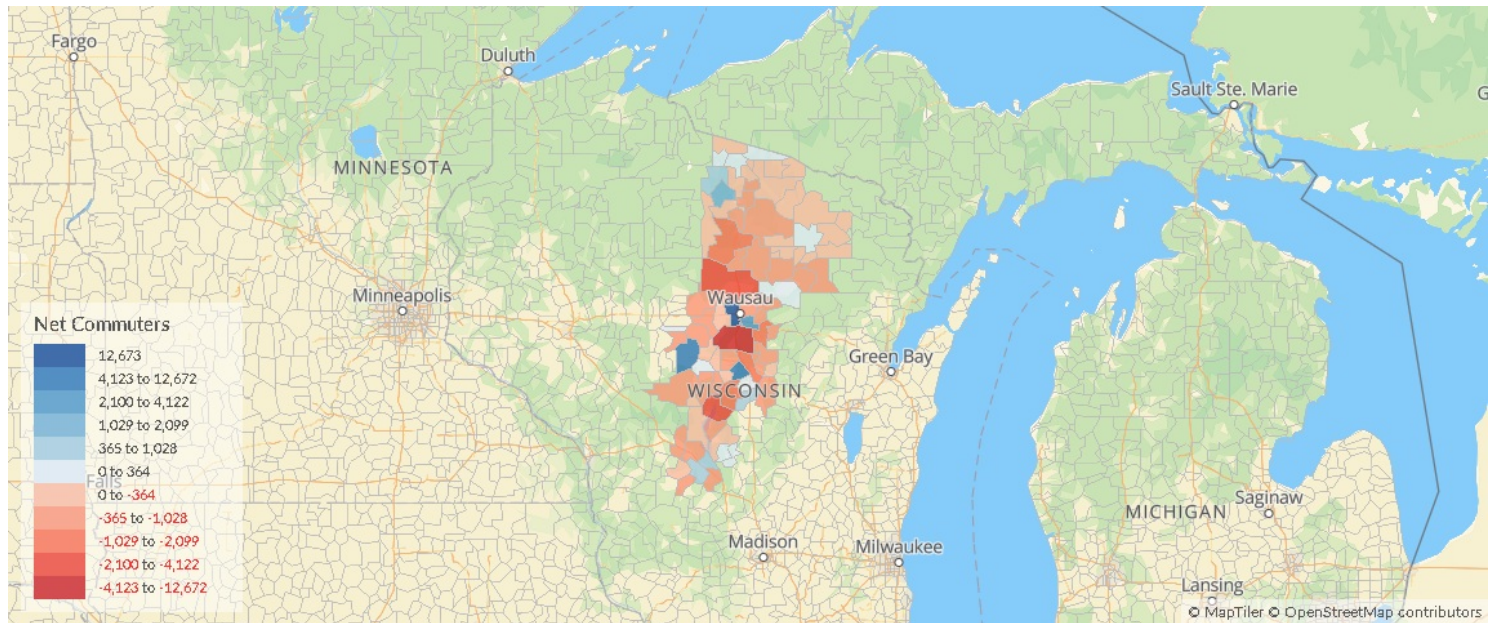 Fargo
Duluth
Sault Ste. Marie
G
MINNESOTA
Minneapolis
Wausau
Green Bay
WISCONSIN
Net Commuters
12,673
4,123 to 12,672
2,100 to 4,122
1,029 to 2,099
365 to 1,028
0 to 364
Falls
0 to -364
-365 to -1,028
-1,029 to -2,099
-2,100 to -4,122
-4,123 to -12,672
Saginaw
MICHIGAN
Madison
Milwaukee
Lansing
© MapTiler © OpenStreetMap contributors